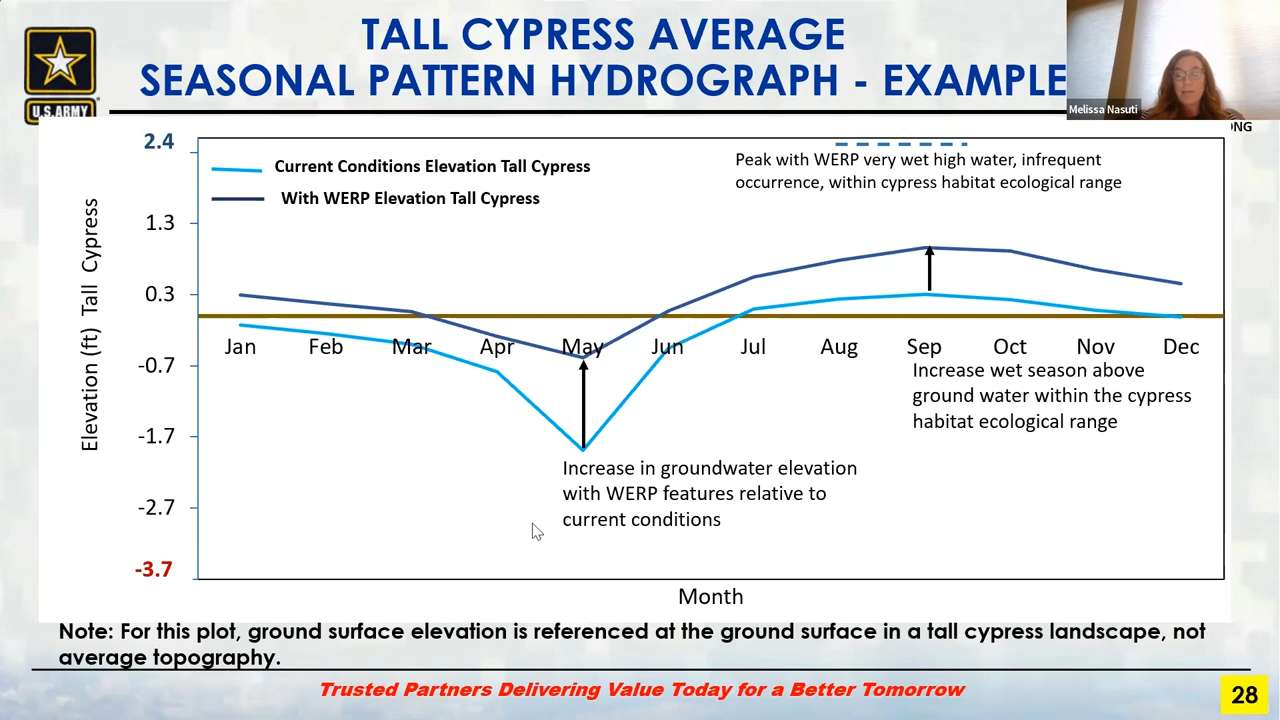 TALL CYPRESS AVERAGE
SEASONAL PATTERN HYDROGRAPH - EXAMPLE
U.S. ARMY
Melissa Nasuti
2.4
1.3
0.3
-0.7
-1.7
-2.7
-3.7
Elevation (ft) Tall Cypress
Current Conditions Elevation Tall Cypress
With WERP Elevation Tall Cypress
Peak with WERP very wet high water, infrequent
occurrence, within cypress habitat ecological range
Jan Feb Mar Apr May Jun Jul Aug Sep Oct Nov Dec
Increase wet season above
ground water within the cypress
habitat ecological range
Increase in groundwater elevation
with WERP features relative to
current conditions
Month
Note: For this plot, ground surface elevation is referenced at the ground surface in a tall cypress landscape, not
average topography.
Trusted Partners Delivering Value Today for a Better Tomorrow
28